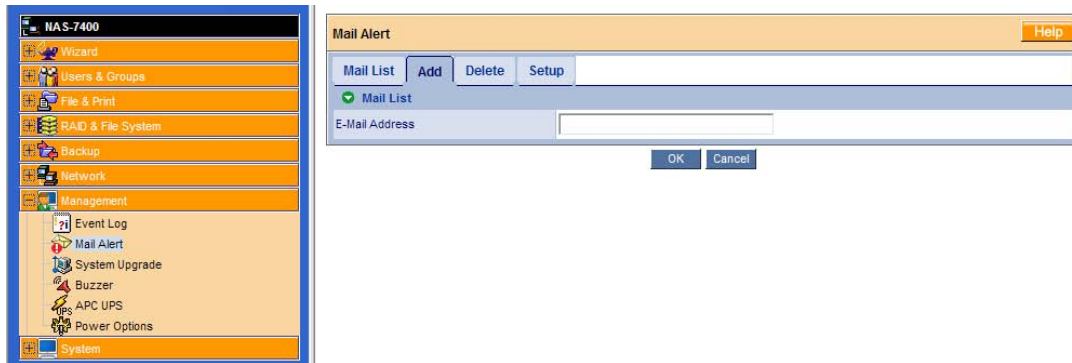 NAS-7400
Wizard
Users & Groups
File & Print
RAID & File System
Backup
Network
Management
Event Log
Mail Alert
System Upgrade
Buzzer
UPS APC UPS
Power Options
System
Mail Alert
Help
Mail List Add Delete Setup
Mail List
E-Mail Address
OK Cancel